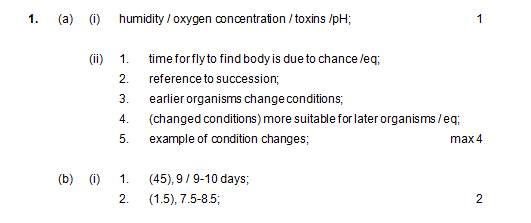 1. (a) (i) humidity / oxygen concentration / toxins /pH; 1
(ii) 1. time for fly to find body is due to chance /eq;
2. reference to succession;
3. earlier organisms change conditions;
4. (changed conditions) more suitable for later organisms / eq;
5. example of condition changes; max 4
(b) (i) 1. (45), 9 / 9-10 days;
2. (1.5), 7.5-8.5; 2